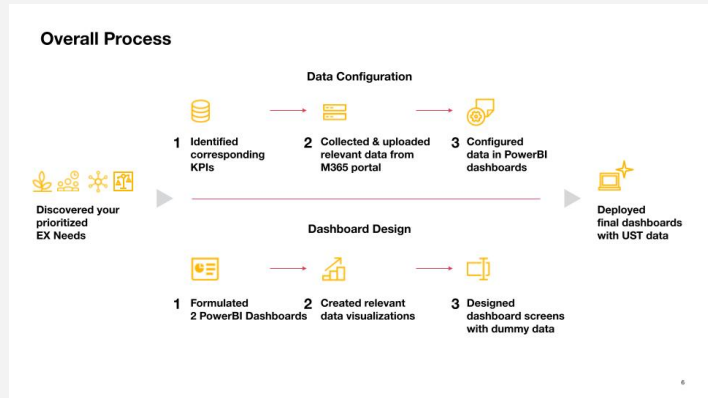 Overall Process
Data Configuration
1 Identified
corresponding
KPIs
2 Collected & uploaded
relevant data from
M365 portal
3 Configured
data in PowerBI
dashboards
Discovered your
prioritized
EX Needs
Deployed
final dashboards
with UST data
Dashboard Design
1 Formulated
2 PowerBI Dashboards
2 Created relevant
data visualizations
3 Designed
dashboard screens
with dummy data
6